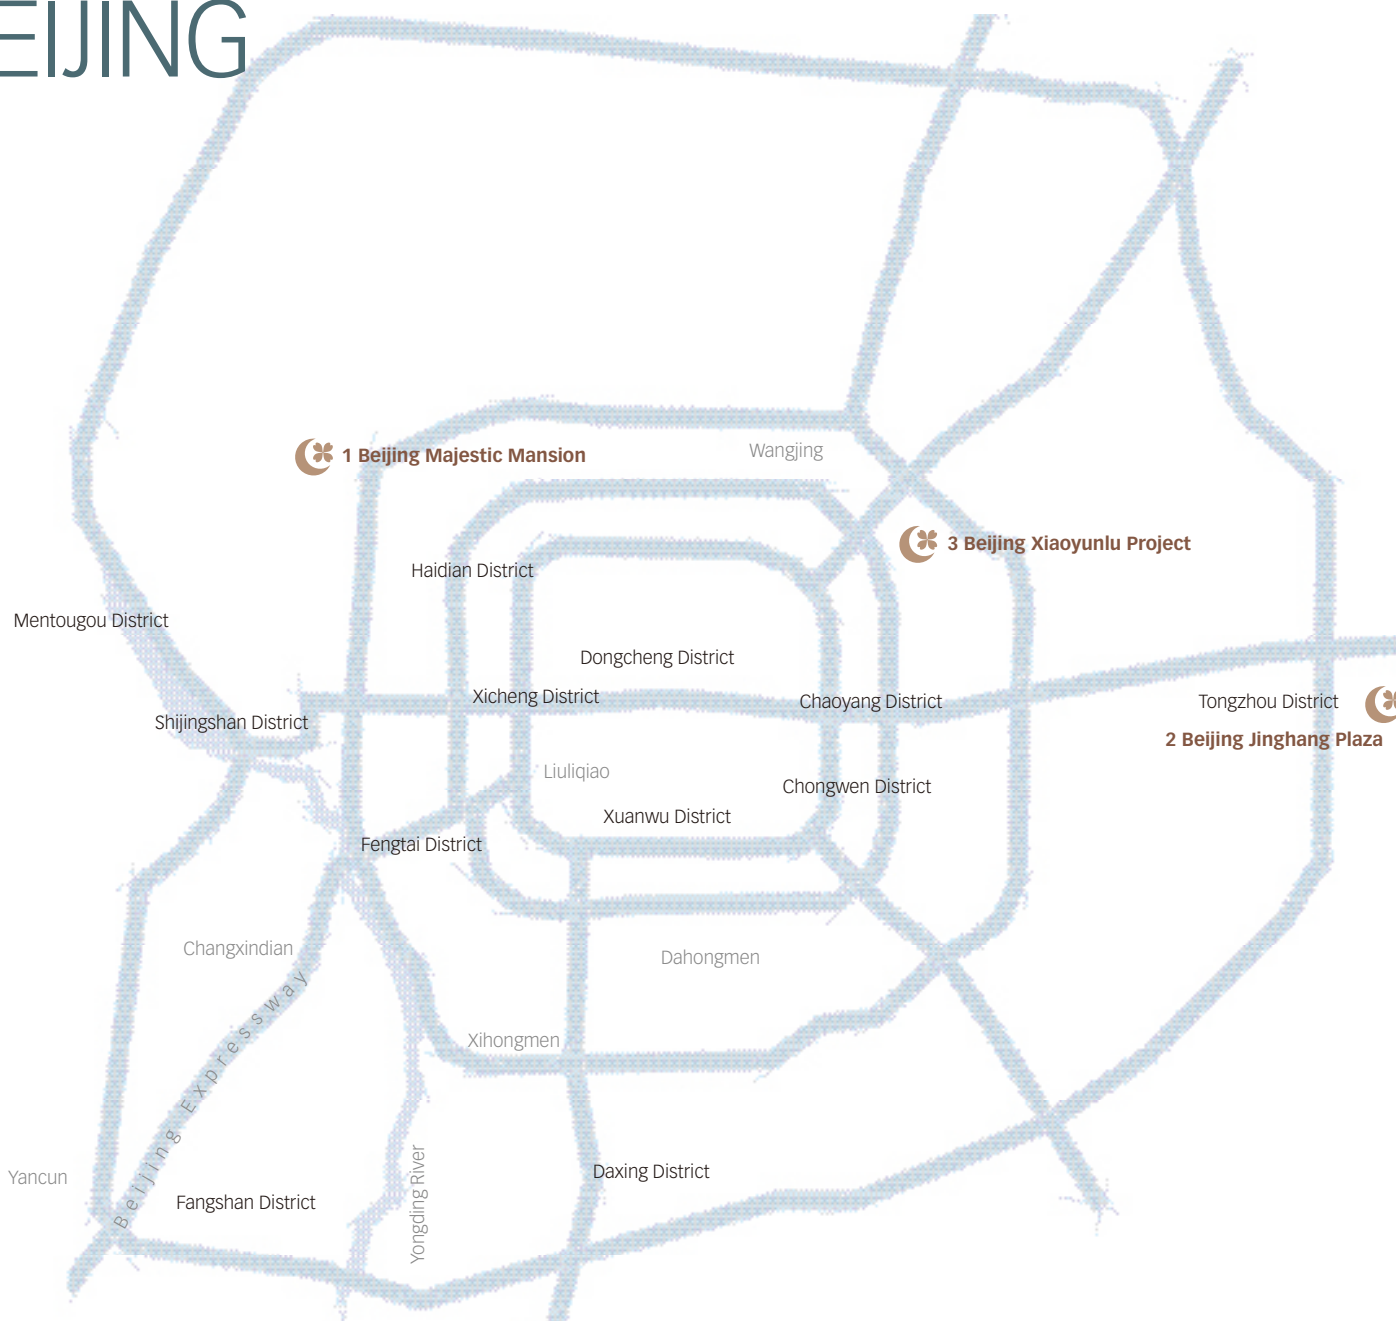 EIJING
1 Beijing Majestic Mansion
Wangjing
3 Beijing Xiaoyunlu Project
Haidian District
Mentougou District
Dongcheng District
Xicheng District
Chaoyang District
Tongzhou District
Shijingshan District
2 Beijing Jinghang Plaza
Liuliqiao
Chongwen District
Xuanwu District
Fengtai District
Changxindian
Dahongmen
Beijing Expressway
Xihongmen
Yongding River
Yancun
Daxing District
Fangshan District